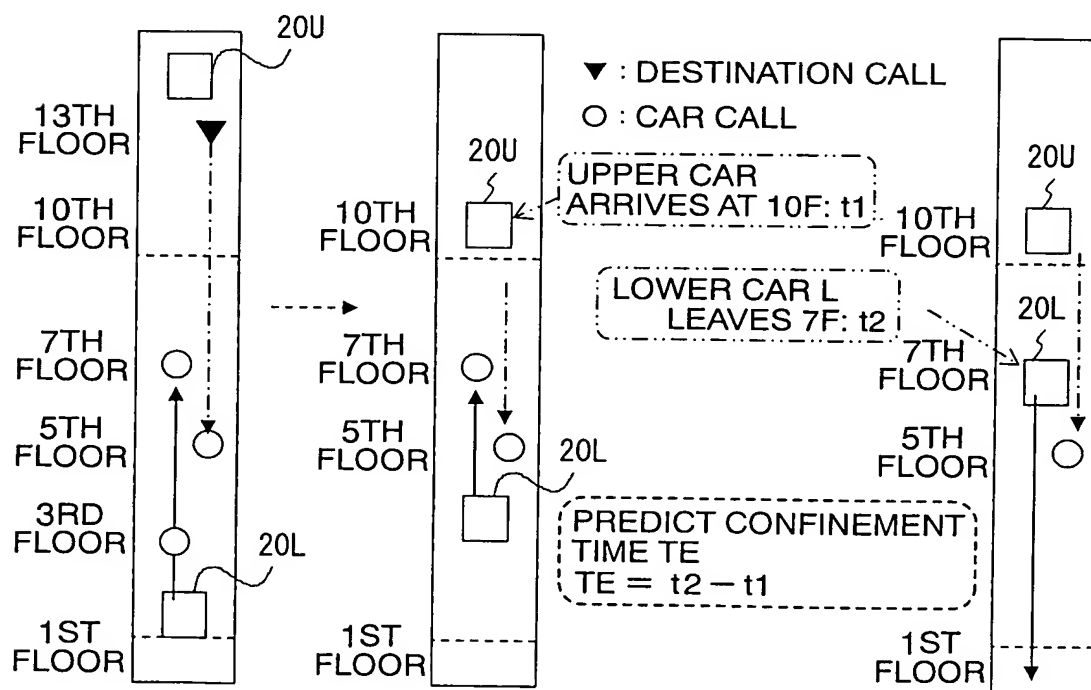 20U
13TH
FLOOR
10TH
FLOOR
7TH
FLOOR
5TH
FLOOR
3RD
FLOOR
20L
1ST
FLOOR
▼ : DESTINATION CALL
○ : CAR CALL
20U
UPPER CAR
ARRIVES AT 10F: t1
10TH
FLOOR
LOWER CAR L
LEAVES 7F: t2
7TH
FLOOR
5TH
FLOOR
20L
PREDICT CONFINEMENT
TIME TE
TE = t2 − t1
20U
10TH
FLOOR
20L
7TH
FLOOR
5TH
FLOOR
1ST
FLOOR